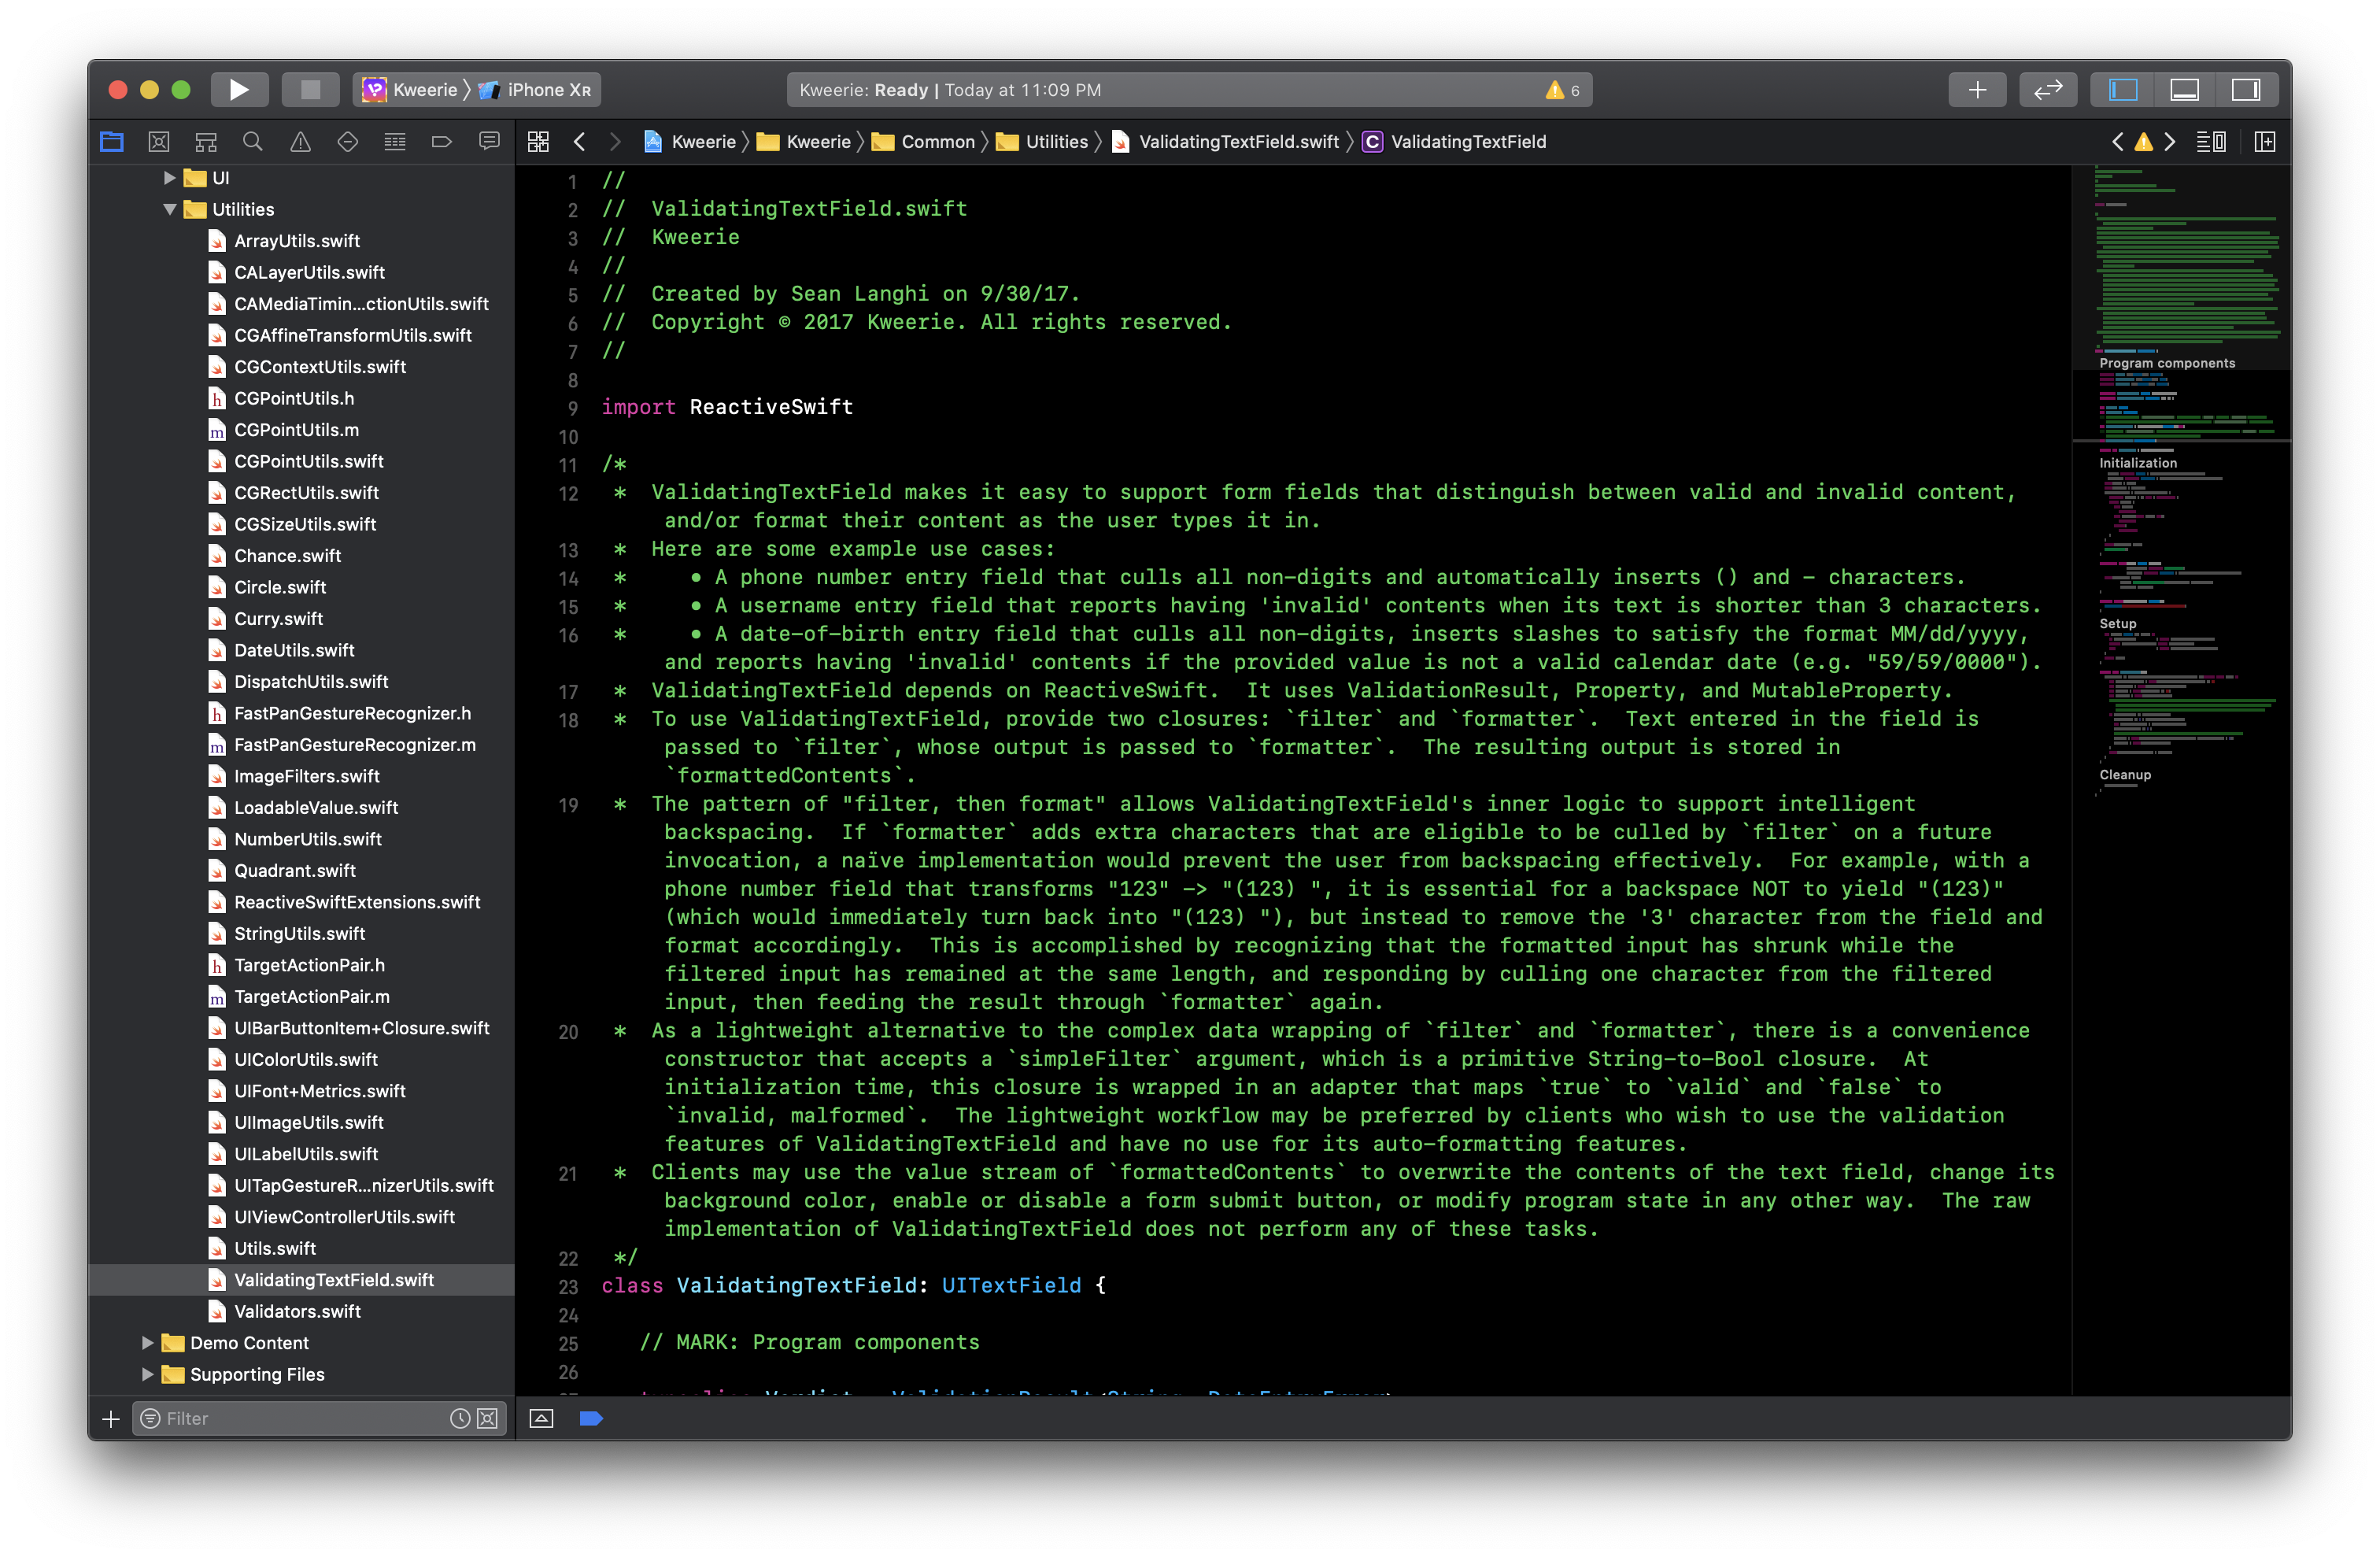 Kweerie
iPhone XR
Kweerie: Ready | Today at 11:09 PM
6
Kweerie
Kweerie
Common
Utilities
ValidatingTextField.swift
C
ValidatingTextField
UI
Utilities
ArrayUtils.swift
CALayerUtils.swift
CAMediaTimin...ctionUtils.swift
CGAffineTransformUtils.swift
CGContextUtils.swift
h CGPointUtils.h
m CGPointUtils.m
CGPointUtils.swift
CGRectUtils.swift
CGSizeUtils.swift
Chance.swift
Circle.swift
Curry.swift
DateUtils.swift
DispatchUtils.swift
h FastPanGestureRecognizer.h
m FastPanGestureRecognizer.m
ImageFilters.swift
LoadableValue.swift
NumberUtils.swift
Quadrant.swift
ReactiveSwiftExtensions.swift
StringUtils.swift
h TargetActionPair.h
m TargetActionPair.m
UIBarButtonItem+Closure.swift
UIColorUtils.swift
UIFont+Metrics.swift
UIImageUtils.swift
UILabelUtils.swift
UITapGestureR...nizerUtils.swift
UIViewControllerUtils.swift
Utils.swift
ValidatingTextField.swift
Validators.swift
Demo Content
Supporting Files
Filter
1 //
2 //  ValidatingTextField.swift
3 //  Kweerie
4 //
5 //  Created by Sean Langhi on 9/30/17.
6 //  Copyright © 2017 Kweerie. All rights reserved.
7 //
8
9 import ReactiveSwift
10
11 /*
12  *  ValidatingTextField makes it easy to support form fields that distinguish between valid and invalid content,
and/or format their content as the user types it in.
13  *  Here are some example use cases:
14  *     • A phone number entry field that culls all non-digits and automatically inserts () and - characters.
15  *     • A username entry field that reports having 'invalid' contents when its text is shorter than 3 characters.
16  *     • A date-of-birth entry field that culls all non-digits, inserts slashes to satisfy the format MM/dd/yyyy,
and reports having 'invalid' contents if the provided value is not a valid calendar date (e.g. "59/59/0000").
17  *  ValidatingTextField depends on ReactiveSwift.  It uses ValidationResult, Property, and MutableProperty.
18  *  To use ValidatingTextField, provide two closures: `filter` and `formatter`.  Text entered in the field is
passed to `filter`, whose output is passed to `formatter`.  The resulting output is stored in
`formattedContents`.
19  *  The pattern of "filter, then format" allows ValidatingTextField's inner logic to support intelligent
backspacing.  If `formatter` adds extra characters that are eligible to be culled by `filter` on a future
invocation, a naïve implementation would prevent the user from backspacing effectively.  For example, with a
phone number field that transforms "123" -> "(123) ", it is essential for a backspace NOT to yield "(123)"
(which would immediately turn back into "(123) "), but instead to remove the '3' character from the field and
format accordingly.  This is accomplished by recognizing that the formatted input has shrunk while the
filtered input has remained at the same length, and responding by culling one character from the filtered
input, then feeding the result through `formatter` again.
20  *  As a lightweight alternative to the complex data wrapping of `filter` and `formatter`, there is a convenience
constructor that accepts a `simpleFilter` argument, which is a primitive String-to-Bool closure.  At
initialization time, this closure is wrapped in an adapter that maps `true` to `valid` and `false` to
`invalid, malformed`.  The lightweight workflow may be preferred by clients who wish to use the validation
features of ValidatingTextField and have no use for its auto-formatting features.
21  *  Clients may use the value stream of `formattedContents` to overwrite the contents of the text field, change its
background color, enable or disable a form submit button, or modify program state in any other way.  The raw
implementation of ValidatingTextField does not perform any of these tasks.
22  */
23 class ValidatingTextField: UITextField {
24
25    // MARK: Program components
26
Program components
Initialization
Setup
Cleanup